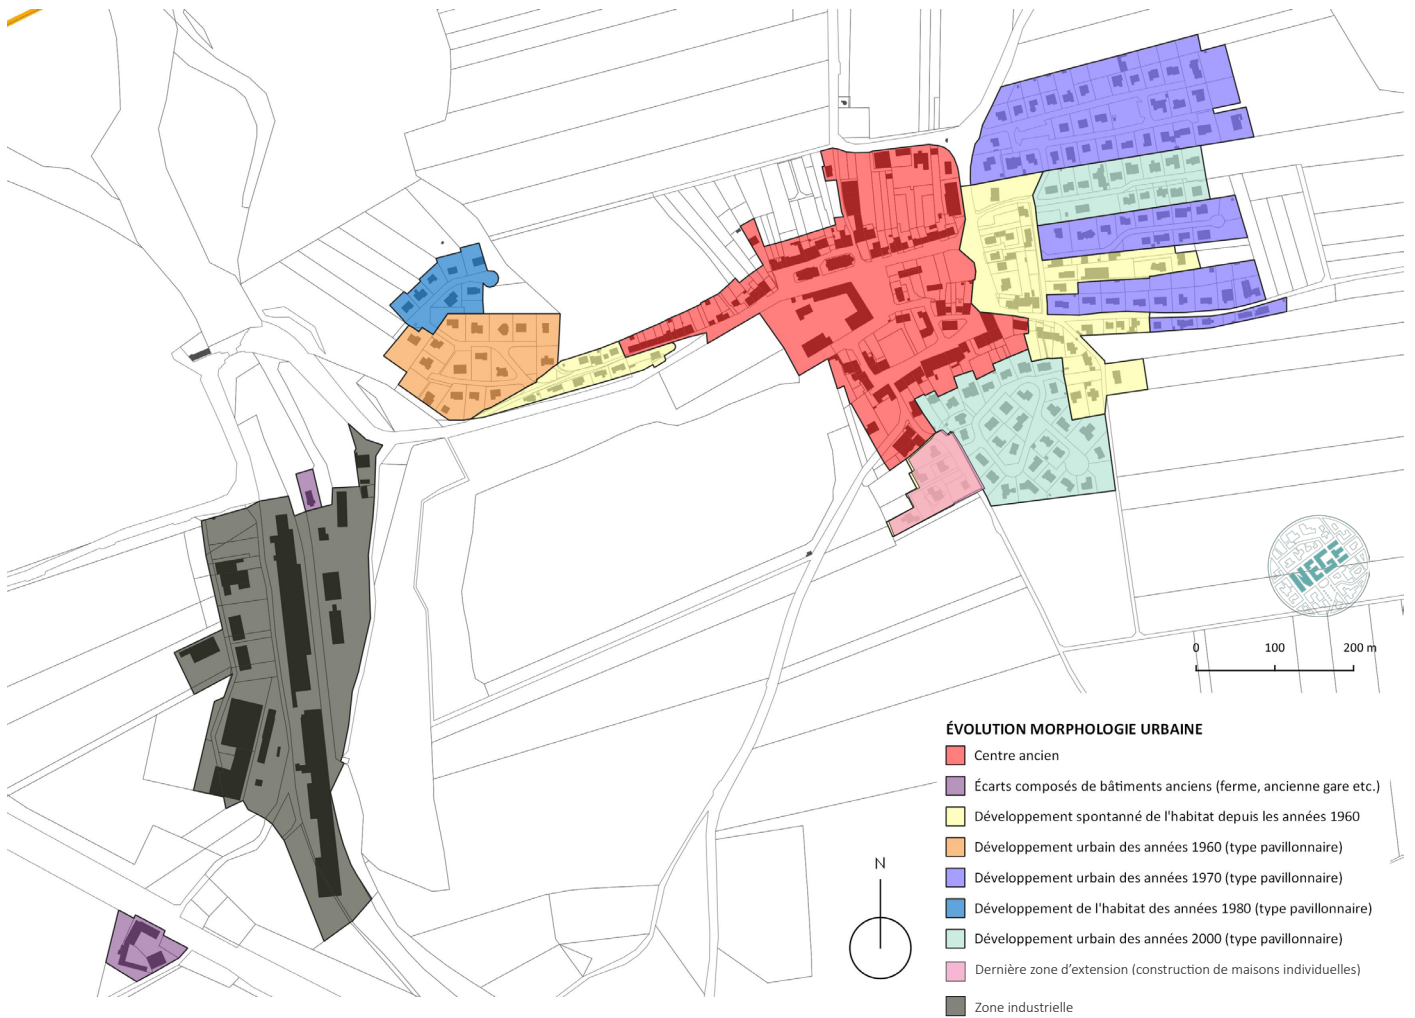 NEGE
0 100 200 m
ÉVOLUTION MORPHOLOGIE URBAINE
Centre ancien
Écarts composés de bâtiments anciens (ferme, ancienne gare etc.)
Développement spontanné de l'habitat depuis les années 1960
Développement urbain des années 1960 (type pavillonnaire)
N
Développement urbain des années 1970 (type pavillonnaire)
Développement de l'habitat des années 1980 (type pavillonnaire)
Développement urbain des années 2000 (type pavillonnaire)
Dernière zone d’extension (construction de maisons individuelles)
Zone industrielle